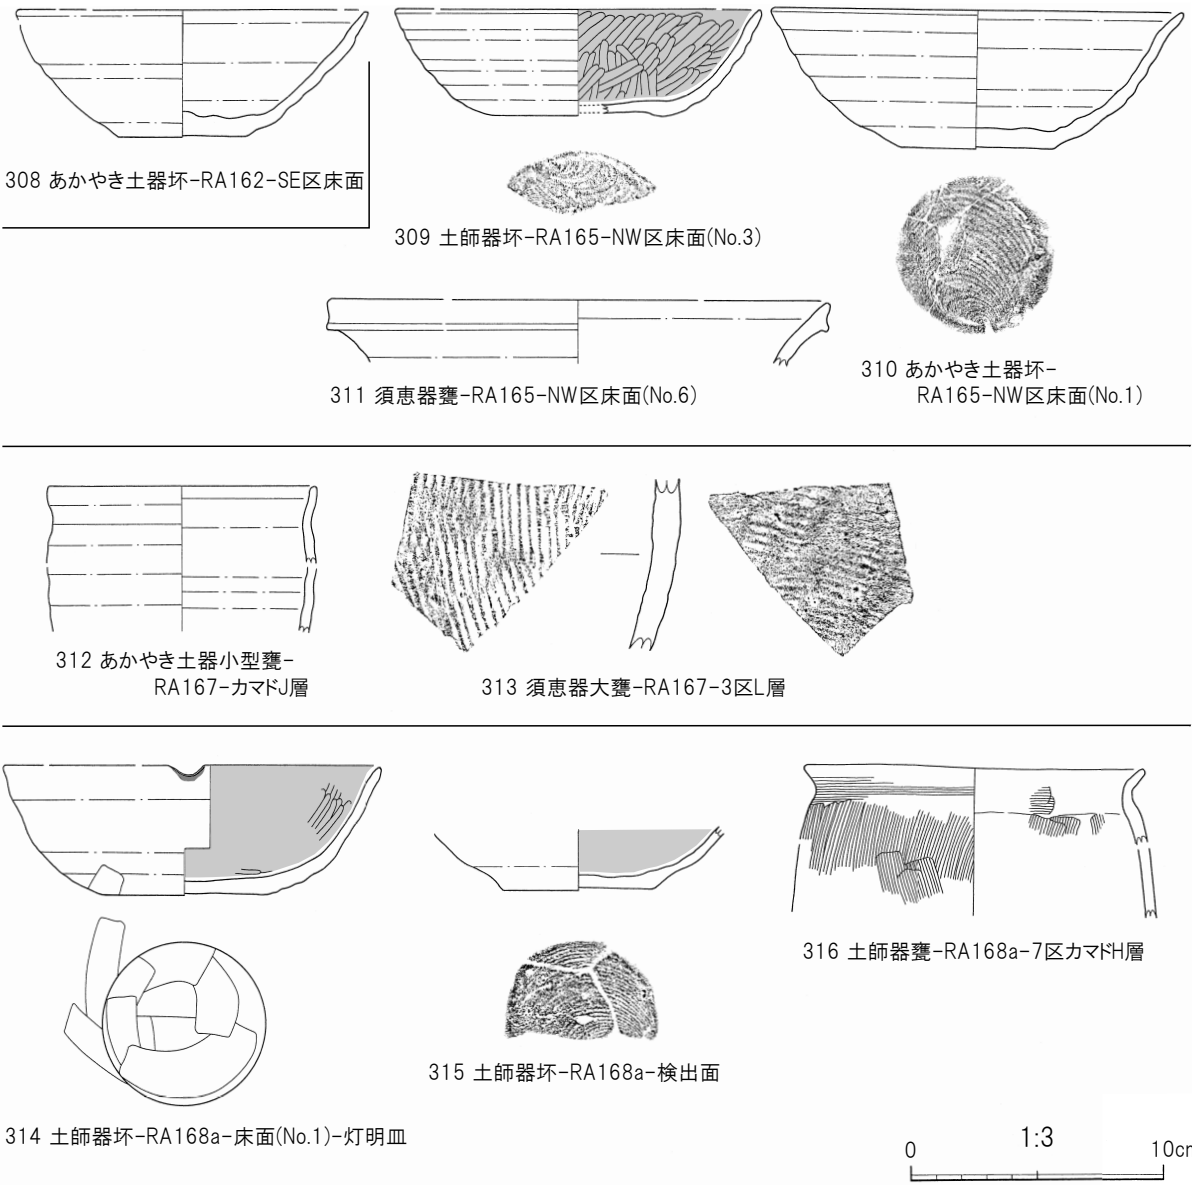 308 あかやき土器坏-RA162-SE区床面
309 土師器坏-RA165-NW区床面(No.3)
310 あかやき土器坏-
RA165-NW区床面(No.1)
311 須恵器甕-RA165-NW区床面(No.6)
312 あかやき土器小型甕-
RA167-カマドJ層
313 須恵器大甕-RA167-3区L層
314 土師器坏-RA168a-床面(No.1)-灯明皿
315 土師器坏-RA168a-検出面
316 土師器甕-RA168a-7区カマドH層
1:3
0 10cm